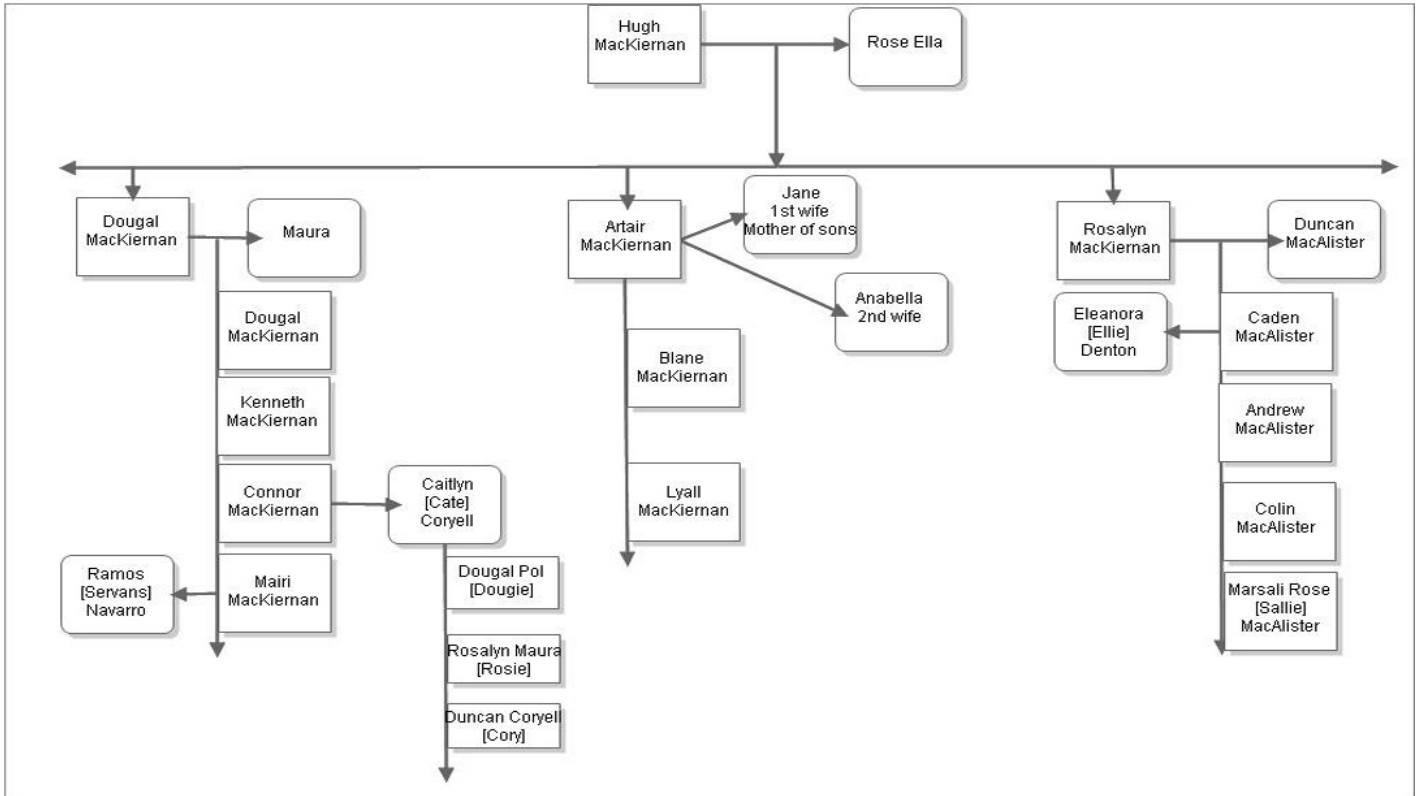 Hugh
MacKiernan
Rose Ella
Dougal
MacKiernan
Maura
Artair
MacKiernan
Jane
1st wife
Mother of sons
Anabella
2nd wife
Rosalyn
MacKiernan
Duncan
MacAlister
Dougal
MacKiernan
Kenneth
MacKiernan
Connor
MacKiernan
Caitlyn
[Cate]
Coryell
Mairi
MacKiernan
Ramos
[Servans]
Navarro
Dougal Pol
[Dougie]
Rosalyn Maura
[Rosie]
Duncan Coryell
[Cory]
Blane
MacKiernan
Lyall
MacKiernan
Eleanora
[Ellie]
Denton
Caden
MacAlister
Andrew
MacAlister
Colin
MacAlister
Marsali Rose
[Sallie]
MacAlister